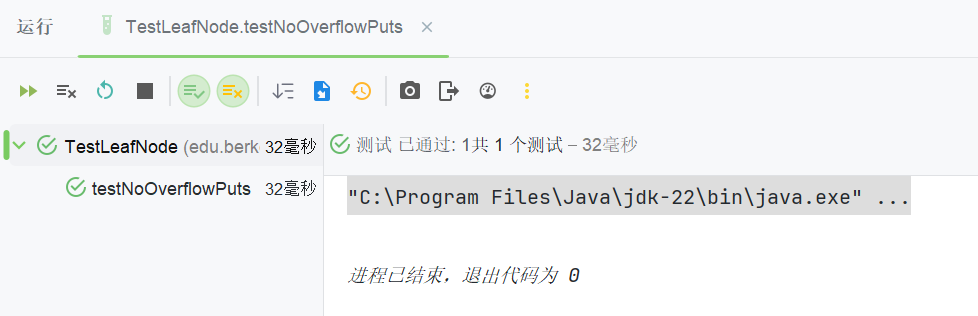 运行 TestLeafNode.testNoOverflowPuts
TestLeafNode (edu.berk 32毫秒
testNoOverflowPuts 32毫秒
测试 已通过: 1共 1 个测试 – 32毫秒
"C:\Program Files\Java\jdk-22\bin\java.exe" ...
进程已结束，退出代码为 0